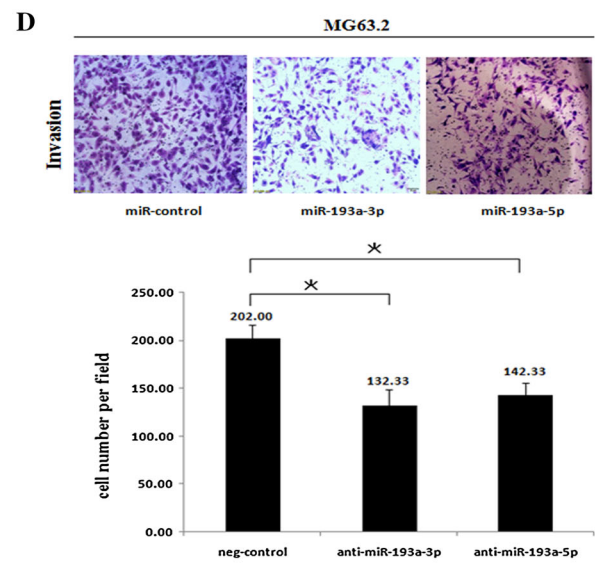 D
MG63.2
Invasion
miR-control miR-193a-3p miR-193a-5p
*
*
cell number per field
250.00
200.00
150.00
100.00
50.00
0.00
202.00
132.33
142.33
neg-control anti-miR-193a-3p anti-miR-193a-5p